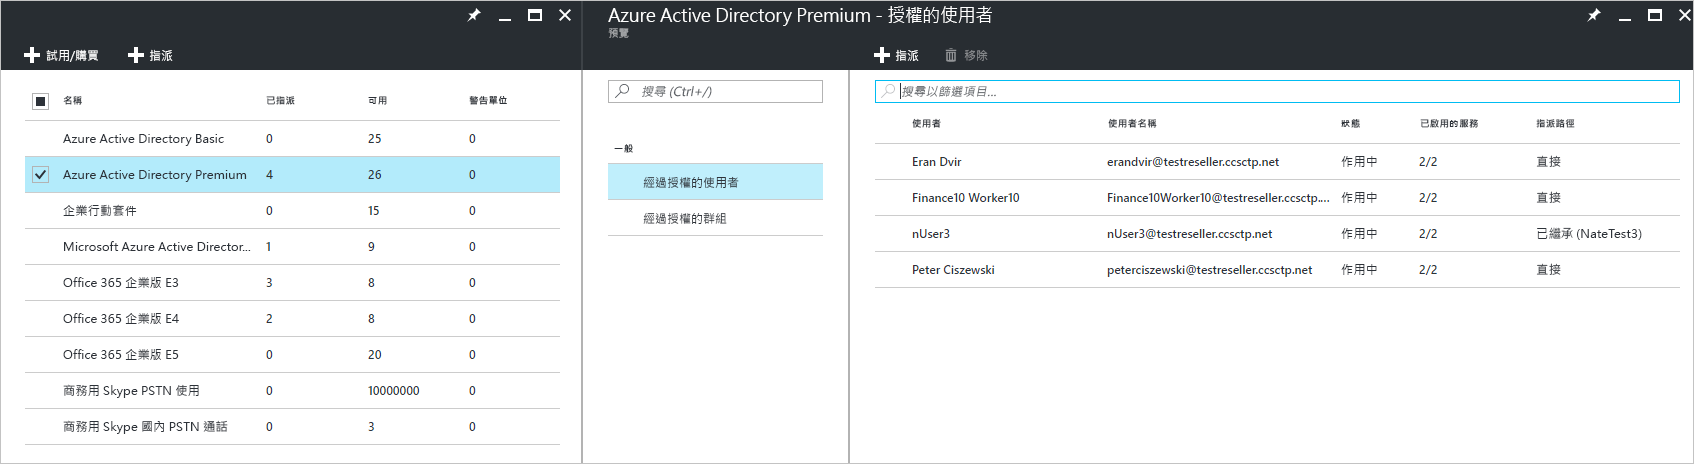 試用/購買 指派
名稱 已指派 可用 警告單位
Azure Active Directory Basic 0 25 0
Azure Active Directory Premium 4 26 0
企業行動套件 0 15 0
Microsoft Azure Active Director... 1 9 0
Office 365 企業版 E3 3 8 0
Office 365 企業版 E4 2 8 0
Office 365 企業版 E5 0 20 0
商務用 Skype PSTN 使用 0 10000000 0
商務用 Skype 國內 PSTN 通話 0 3 0
Azure Active Directory Premium - 授權的使用者
預覽
搜尋 (Ctrl+/)
一般
經過授權的使用者
經過授權的群組
指派 移除
搜尋以篩選項目...
使用者 使用者名稱 狀態 已啟用的服務 指派路徑
Eran Dvir erandvir@testreseller.ccsctp.net 作用中 2/2 直接
Finance10 Worker10 Finance10Worker10@testreseller.ccsctp.... 作用中 2/2 直接
nUser3 nUser3@testreseller.ccsctp.net 作用中 2/2 已繼承 (NateTest3)
Peter Ciszewski peterciszewski@testreseller.ccsctp.net 作用中 2/2 直接